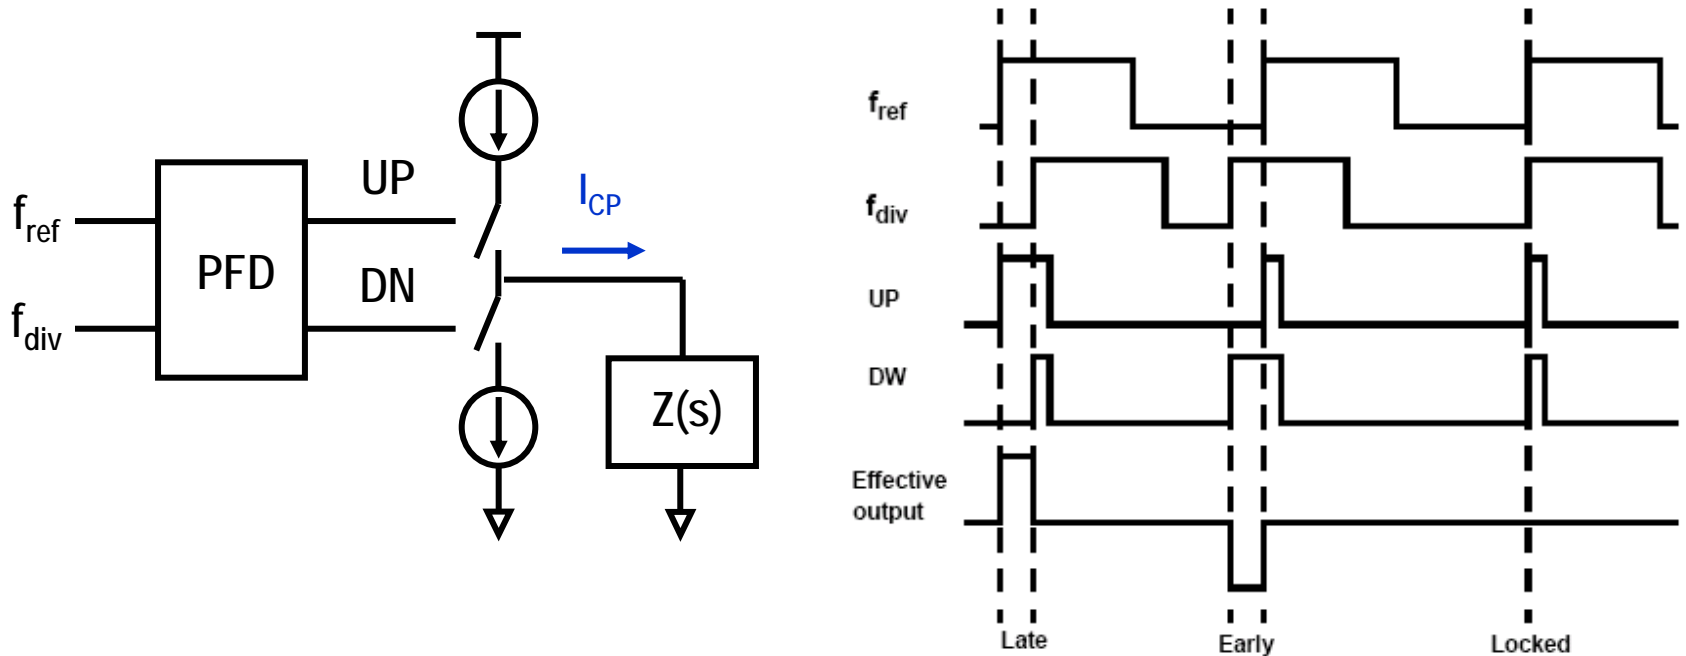 f_ref
f_div
PFD
UP
DN
I_CP
Z(s)
f_ref
f_div
UP
DW
Effective
output
Late Early Locked